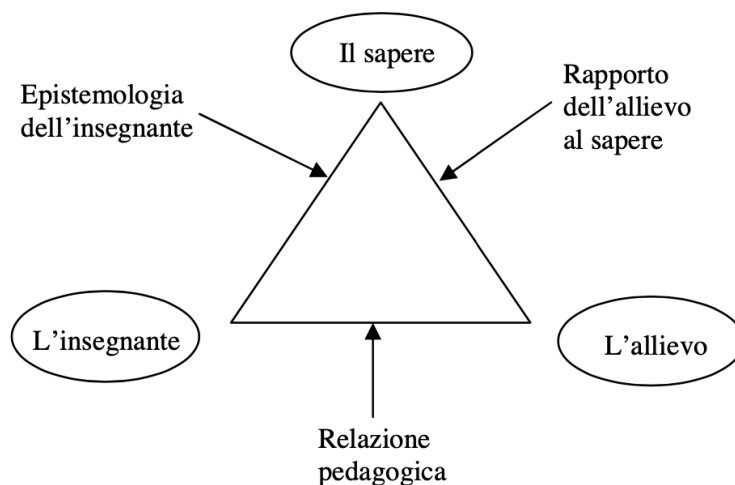 Il sapere
Epistemologia
dell’insegnante
Rapporto
dell’allievo
al sapere
L’insegnante
L’allievo
Relazione
pedagogica